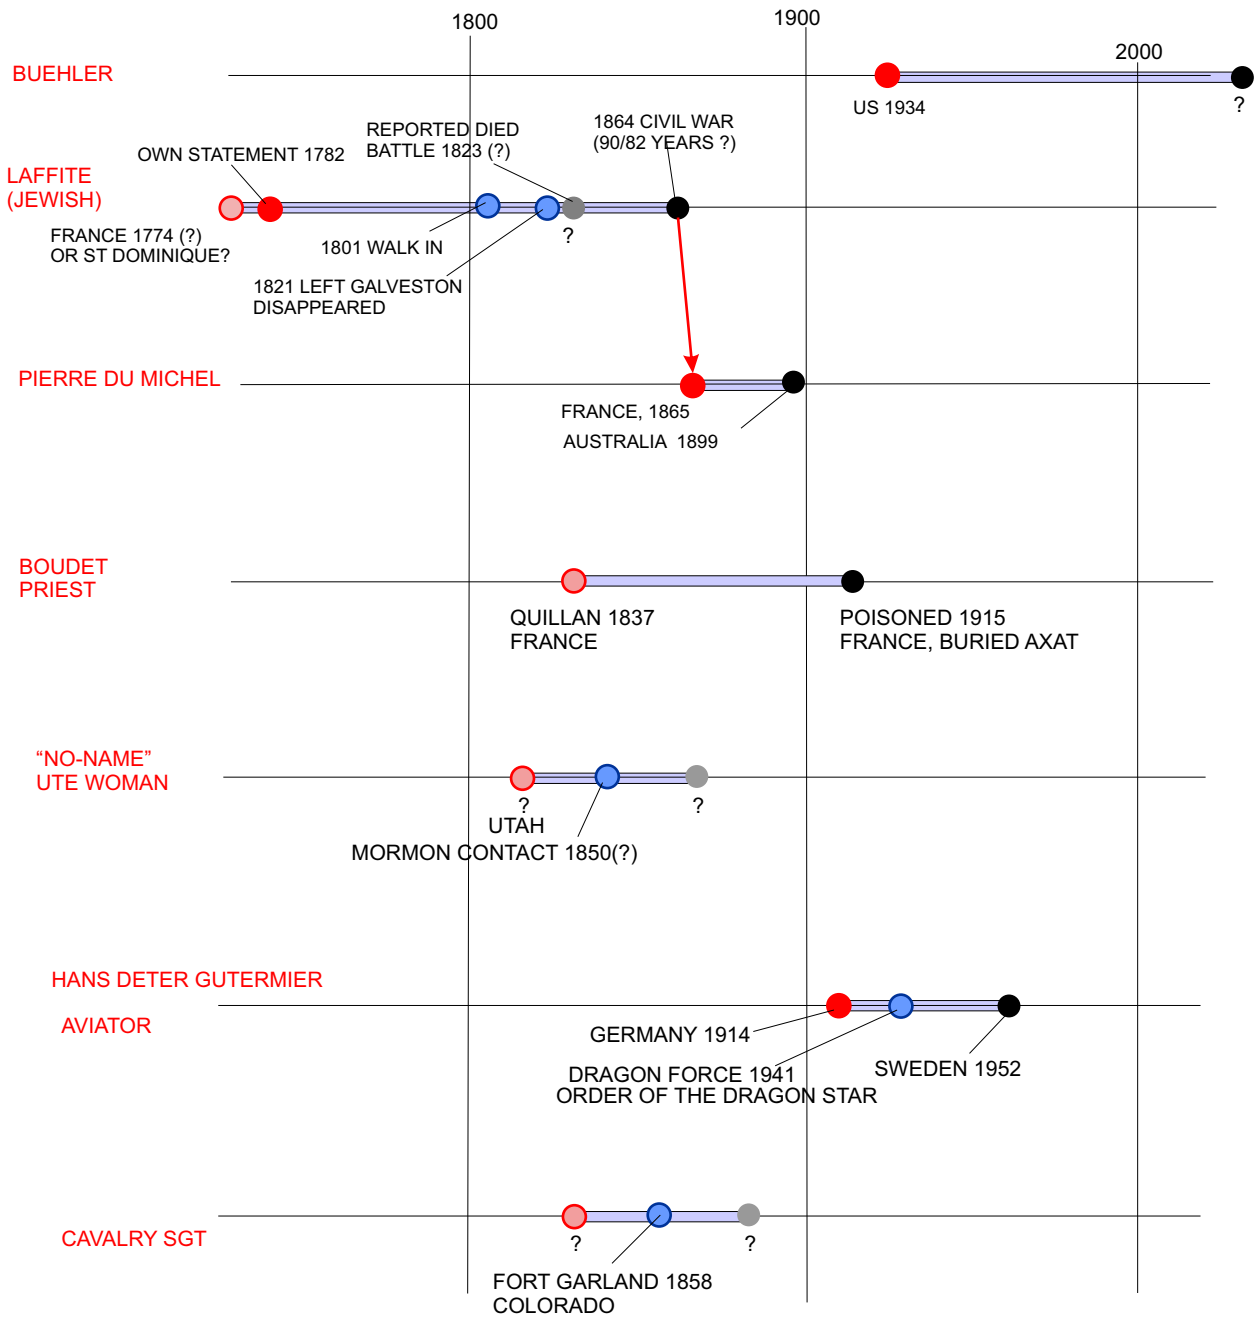 1800
1900
2000
BUEHLER
US 1934
?
REPORTED DIED
BATTLE 1823 (?)
1864 CIVIL WAR
(90/82 YEARS ?)
OWN STATEMENT 1782
LAFFITE
(JEWISH)
FRANCE 1774 (?)
OR ST DOMINIQUE?
1801 WALK IN
?
1821 LEFT GALVESTON
DISAPPEARED
PIERRE DU MICHEL
FRANCE, 1865
AUSTRALIA 1899
BOUDET
PRIEST
QUILLAN 1837
FRANCE
POISONED 1915
FRANCE, BURIED AXAT
“NO-NAME”
UTE WOMAN
?
?
UTAH
MORMON CONTACT 1850(?)
HANS DETER GUTERMIER
AVIATOR
GERMANY 1914
DRAGON FORCE 1941
ORDER OF THE DRAGON STAR
SWEDEN 1952
CAVALRY SGT
?
?
FORT GARLAND 1858
COLORADO